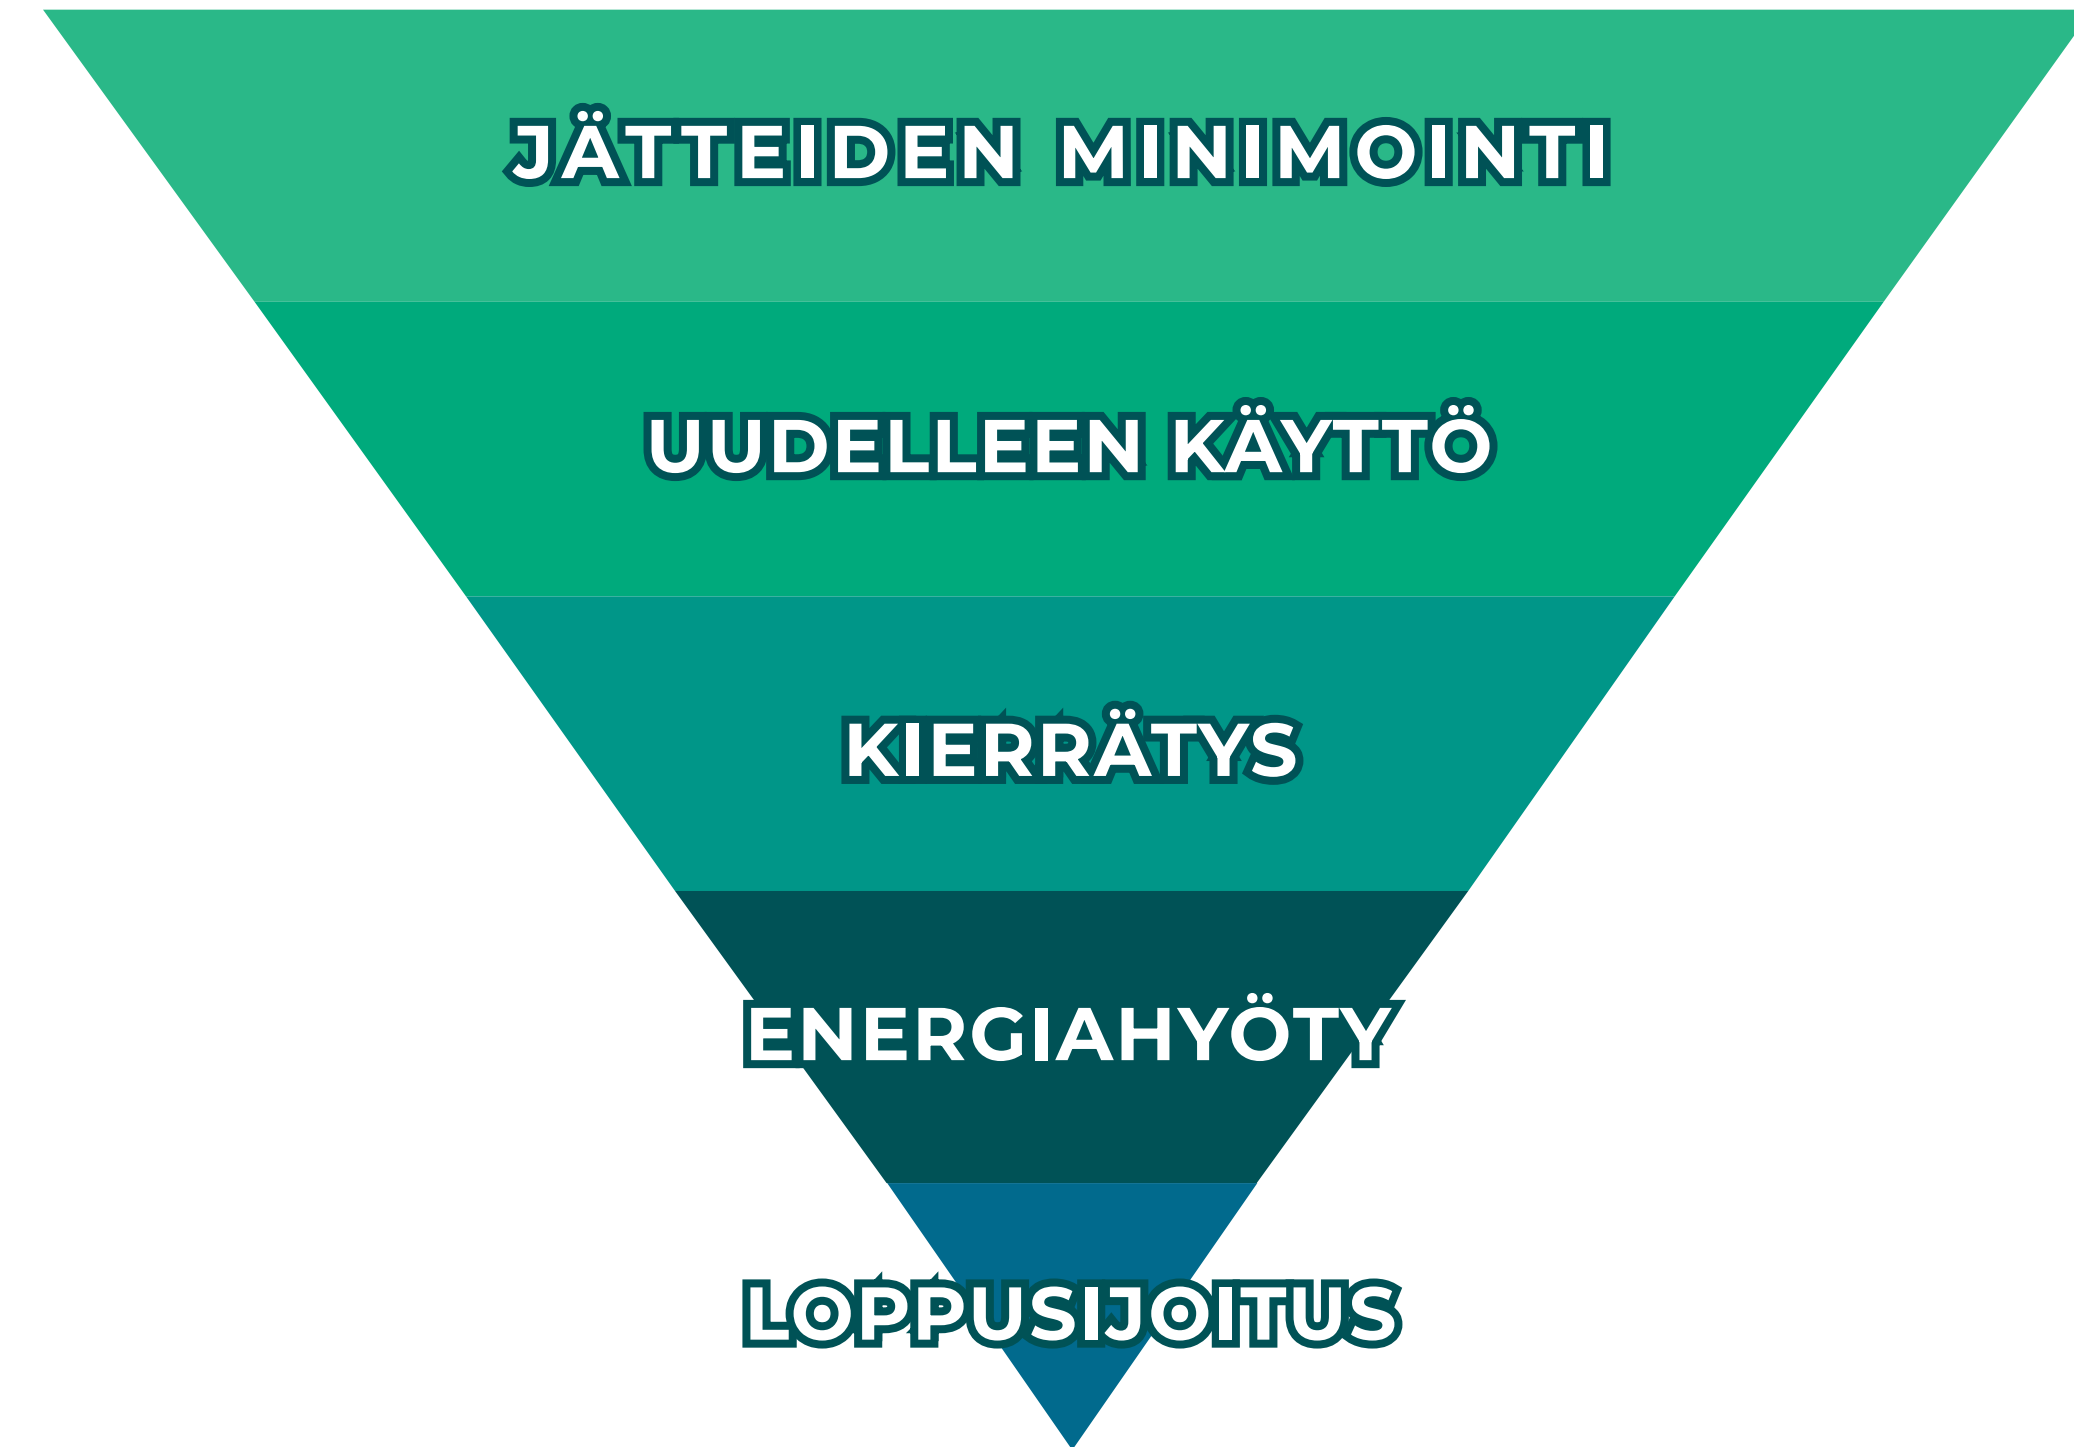 JÄTTEIDEN MINIMOINTI
UUDELLEEN KÄYTTÖ
KIERRÄTYS
ENERGIAHYÖTY
LOPPUSIJOITUS